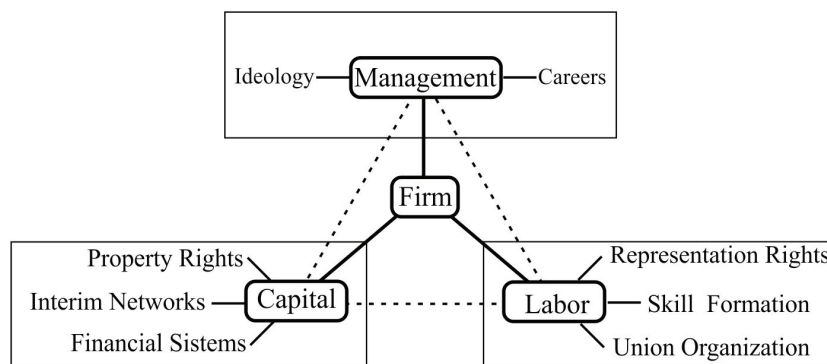 Ideology Management Careers
Firm
Property Rights
Interim Networks
Financial Sistems
Capital
Representation Rights
Labor
Skill Formation
Union Organization